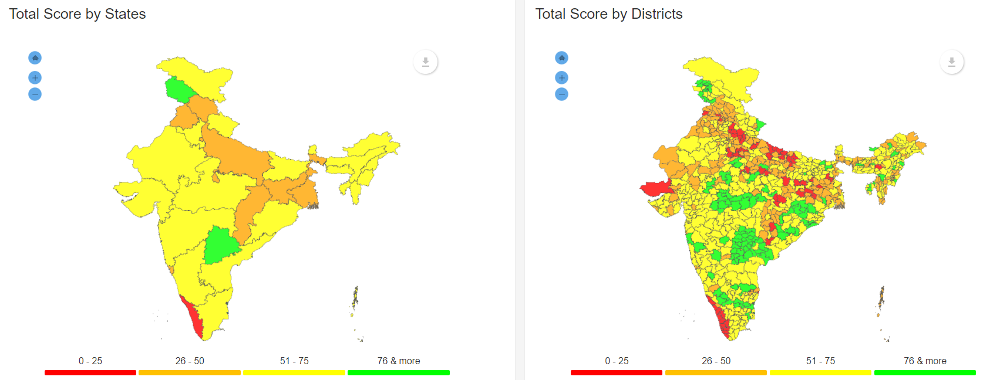 Total Score by States
0 - 25
26 - 50
51 - 75
76 & more
Total Score by Districts
0 - 25
26 - 50
51 - 75
76 & more